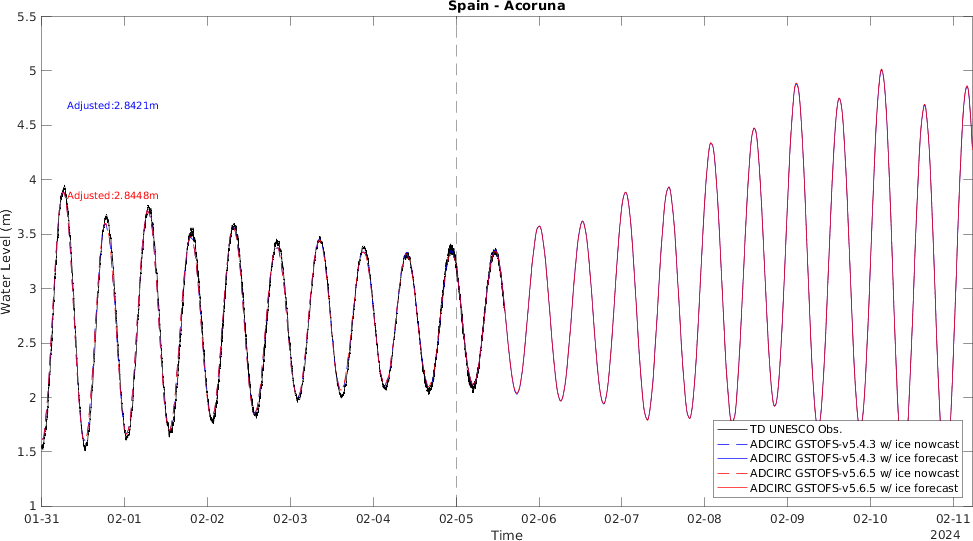 Spain - Acoruna
5.5
5
4.5
4
3.5
3
2.5
2
1.5
1
Water Level (m)
Adjusted:2.8421m
Adjusted:2.8448m
TD UNESCO Obs.
ADCIRC GSTOFS-v5.4.3 w/ ice nowcast
ADCIRC GSTOFS-v5.4.3 w/ ice forecast
ADCIRC GSTOFS-v5.6.5 w/ ice nowcast
ADCIRC GSTOFS-v5.6.5 w/ ice forecast
01-31 02-01 02-02 02-03 02-04 02-05 02-06 02-07 02-08 02-09 02-10 02-11
2024
Time